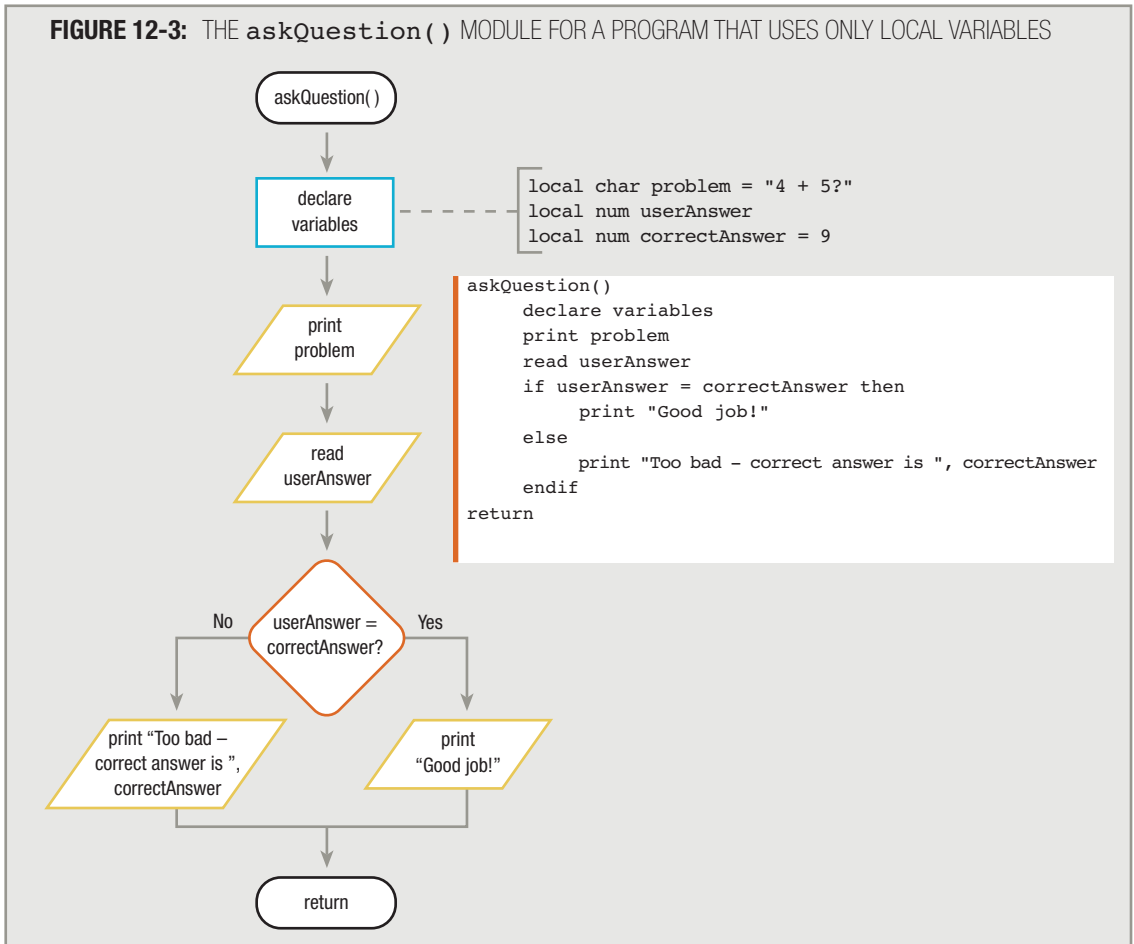 FIGURE 12-3: THE askQuestion() MODULE FOR A PROGRAM THAT USES ONLY LOCAL VARIABLES
askQuestion( )
declare
variables
local char problem = "4 + 5?"
local num userAnswer
local num correctAnswer = 9
print
problem
read
userAnswer
askQuestion()
declare variables
print problem
read userAnswer
if userAnswer = correctAnswer then
print "Good job!"
else
print "Too bad – correct answer is ", correctAnswer
endif
return
No
userAnswer =
correctAnswer?
Yes
print “Too bad –
correct answer is ”,
correctAnswer
print
“Good job!”
return